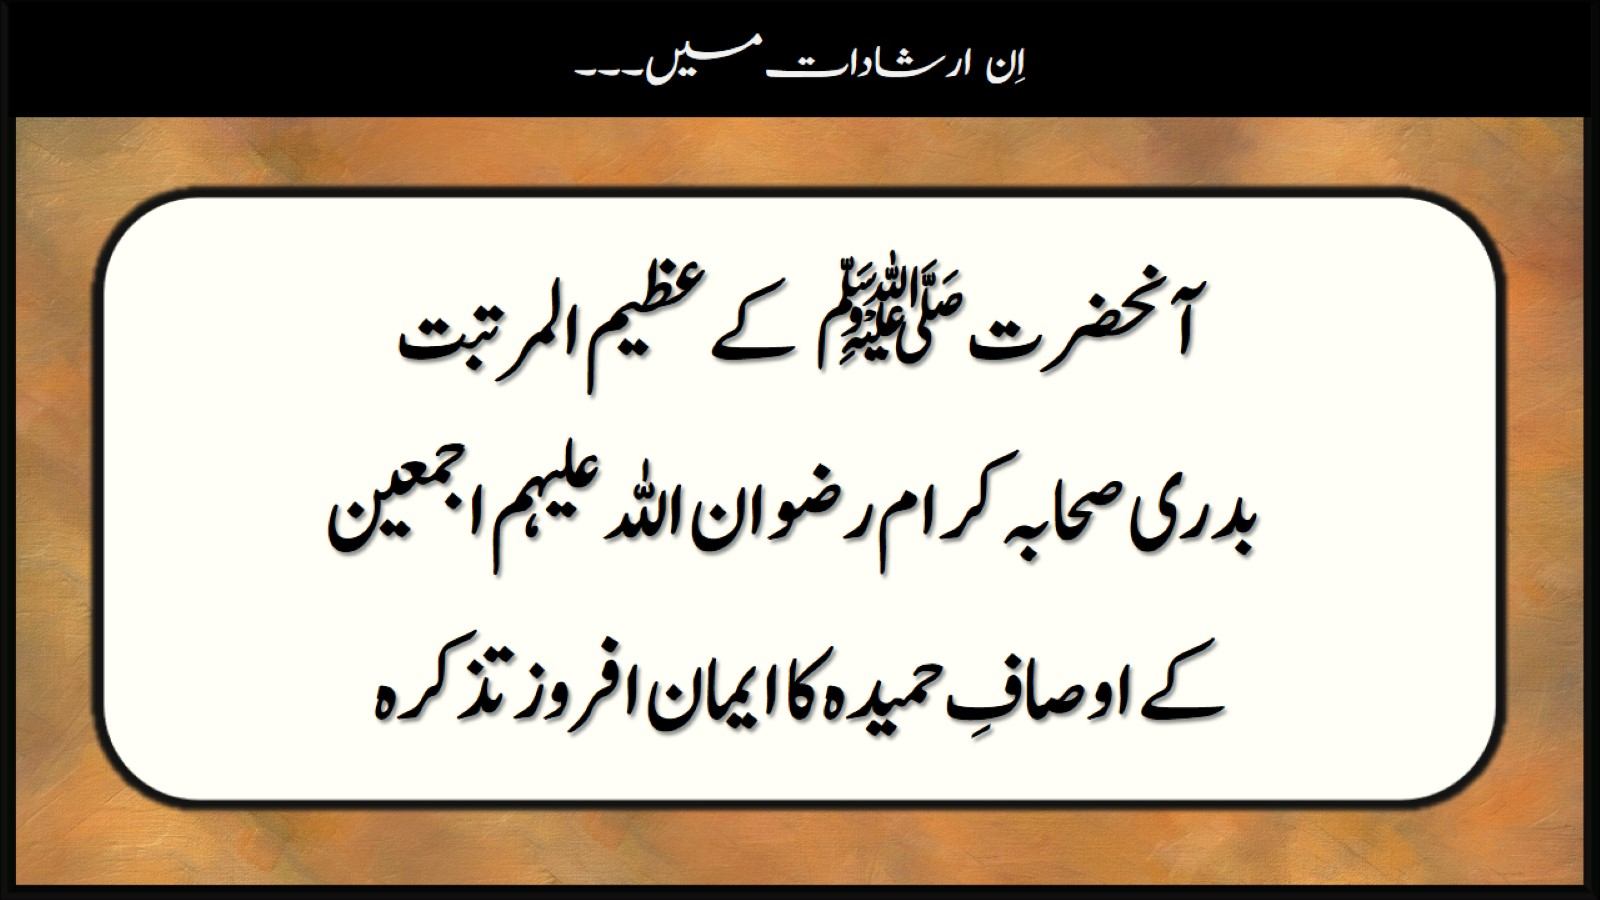 اِن ارشادات میں۔۔۔
آنحضرت ﷺ کے عظیم المرتبت
بدری صحابہ کرام رضوان اللہ علیہم اجمعین
کے اوصافِ حمیدہ کا ایمان افروز تذکرہ